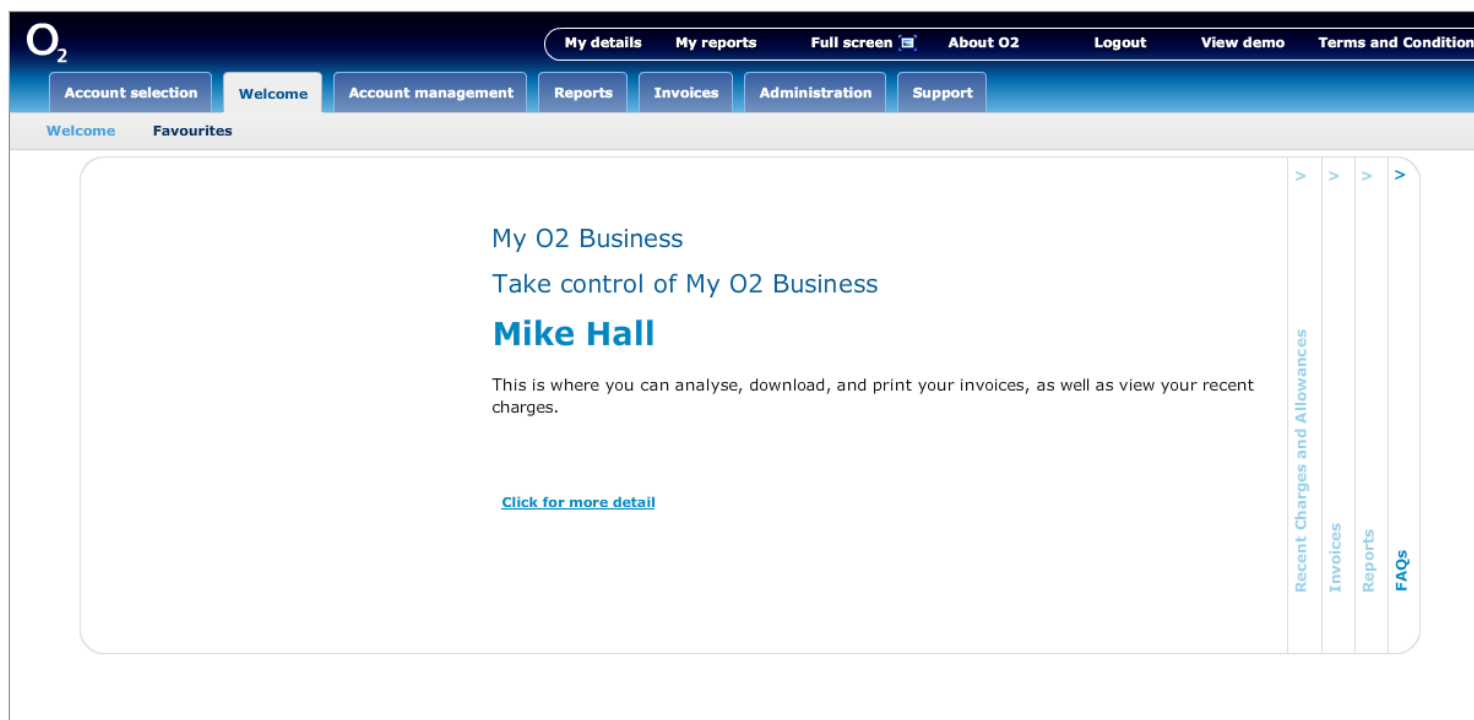 O2
My details My reports Full screen About O2 Logout View demo Terms and Condition
Account selection Welcome Account management Reports Invoices Administration Support
Welcome Favourites
> > > >
My O2 Business
Take control of My O2 Business
Mike Hall
This is where you can analyse, download, and print your invoices, as well as view your recent
charges.
Click for more detail
Recent Charges and Allowances
Invoices
Reports
FAQs